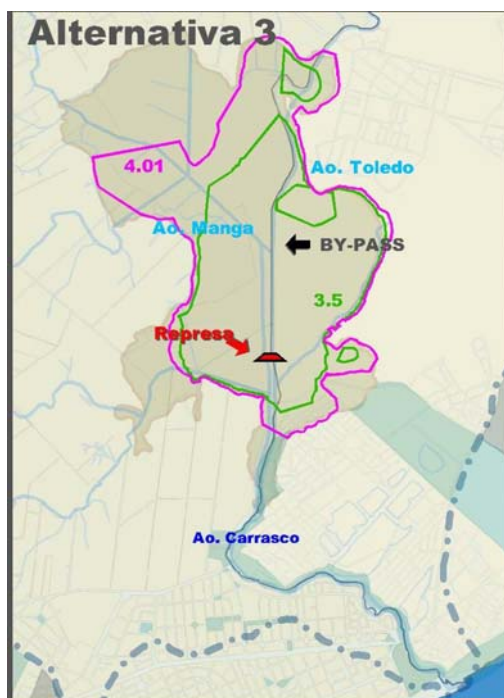 Alternativa 3
4.01
Ao. Toledo
Ao. Manga
BY-PASS
3.5
Represa
Ao. Carrasco